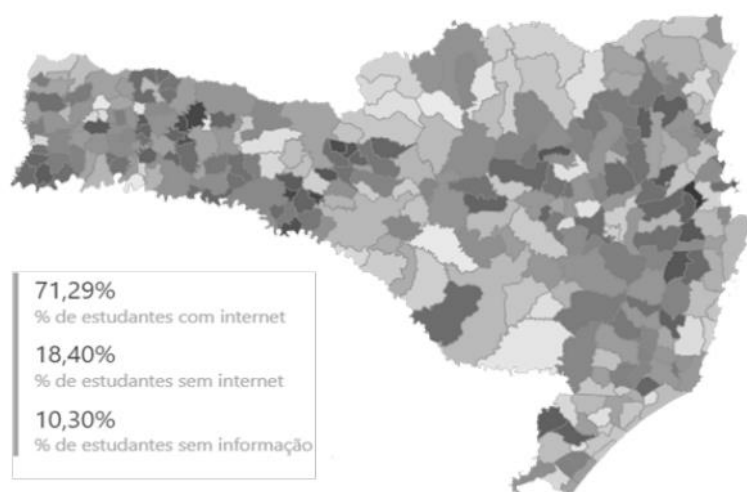 71,29%
% de estudantes com internet
18,40%
% de estudantes sem internet
10,30%
% de estudantes sem informação